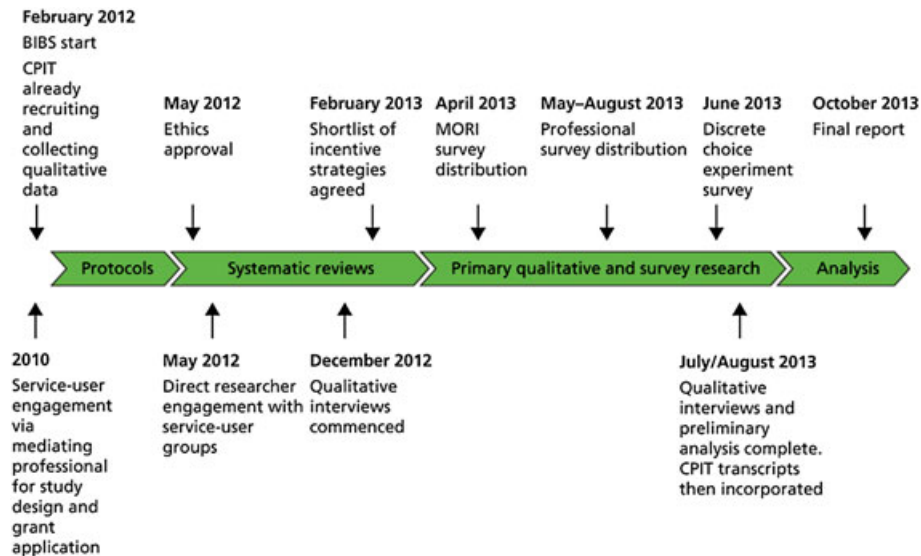 February 2012
BIBS start
CPIT
already
recruiting
and
collecting
qualitative
data
May 2012
Ethics
approval
February 2013
Shortlist of
incentive
strategies
agreed
April 2013
MORI
survey
distribution
May–August 2013
Professional
survey distribution
June 2013
Discrete
choice
experiment
survey
October 2013
Final report
Protocols
Systematic reviews
Primary qualitative and survey research
Analysis
2010
Service-user
engagement
via
mediating
professional
for study
design and
grant
application
May 2012
Direct researcher
engagement with
service-user
groups
December 2012
Qualitative
interviews
commenced
July/August 2013
Qualitative
interviews and
preliminary
analysis complete.
CPIT transcripts
then incorporated